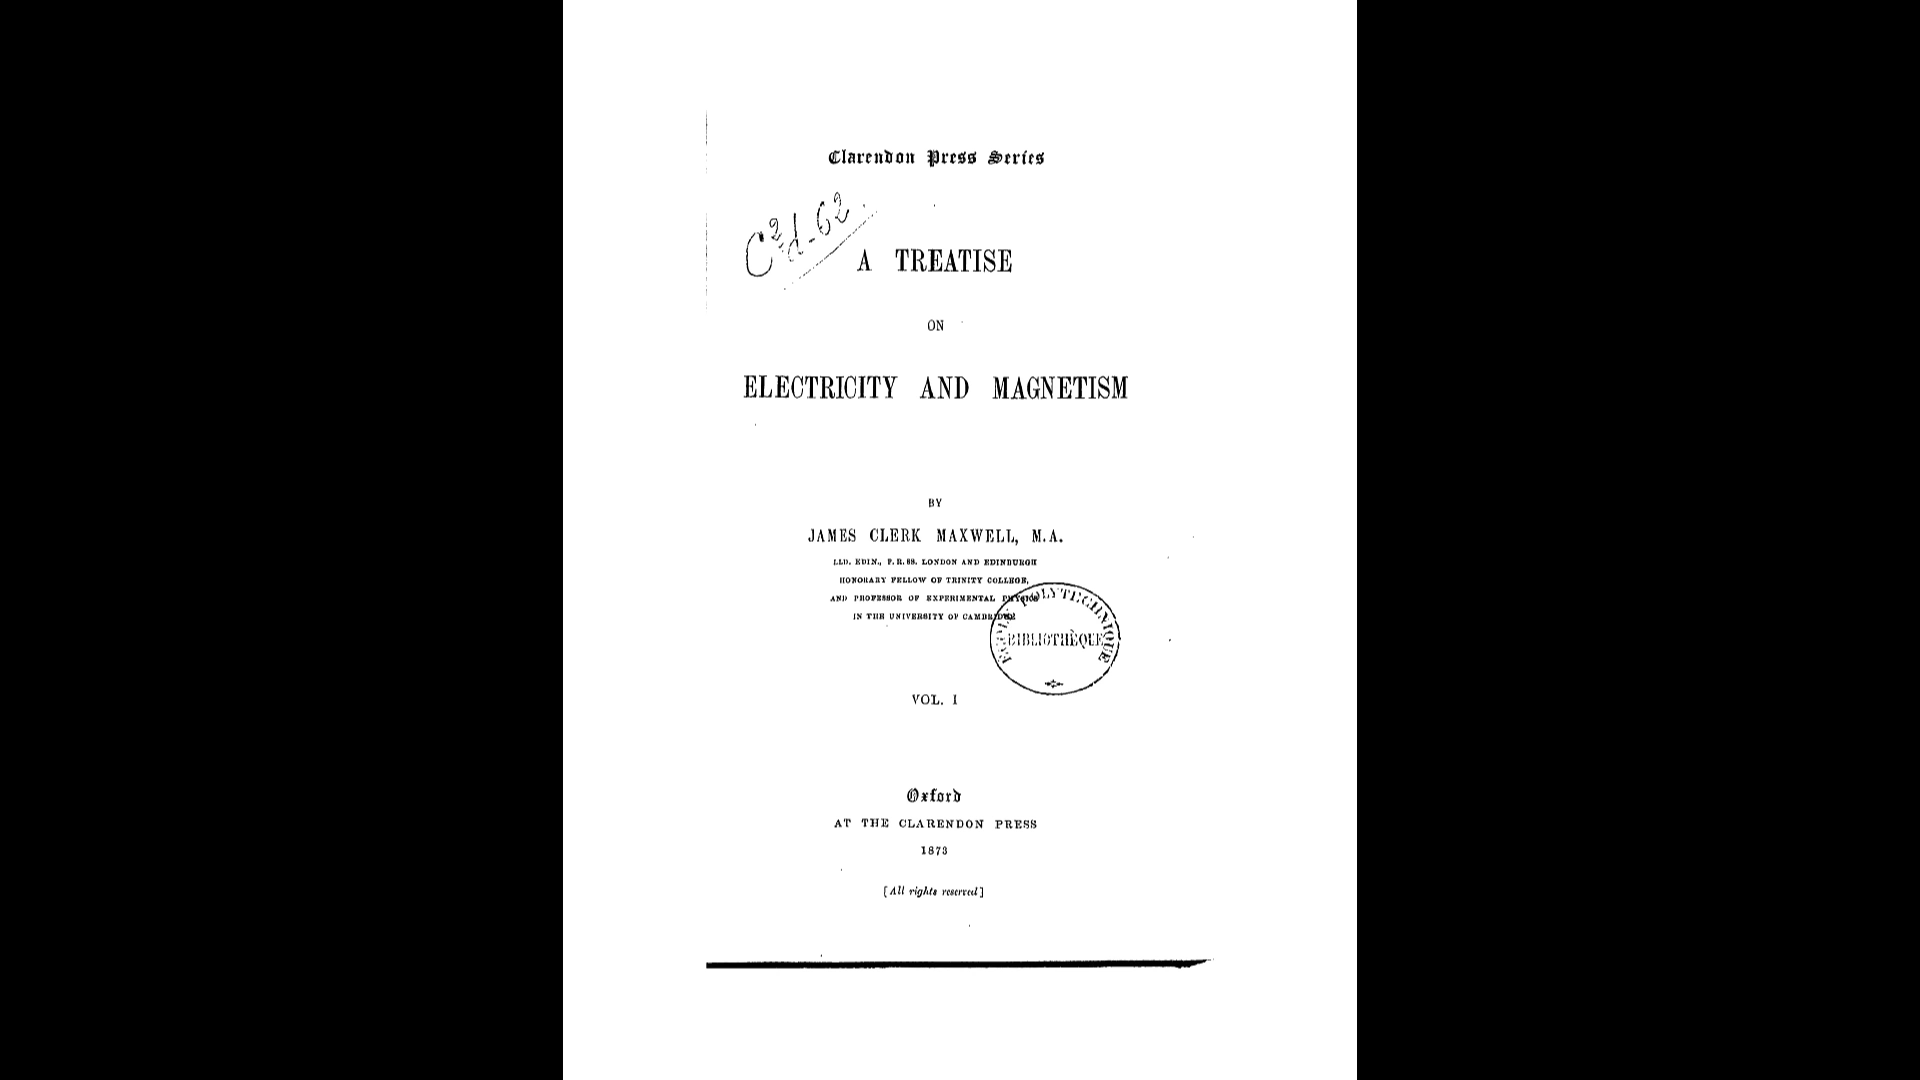 Clarendon Press Series
C²d-62.
A TREATISE
ON
ELECTRICITY AND MAGNETISM
BY
JAMES CLERK MAXWELL, M.A.
LLD. EDIN., F.R.SS. LONDON AND EDINBURGH
HONORARY FELLOW OF TRINITY COLLEGE,
AND PROFESSOR OF EXPERIMENTAL PHYSICS
IN THE UNIVERSITY OF CAMBRIDGE
ECOLE POLYTECHNIQUE
BIBLIOTHÈQUE
VOL. I
Oxford
AT THE CLARENDON PRESS
1873
[All rights reserved]